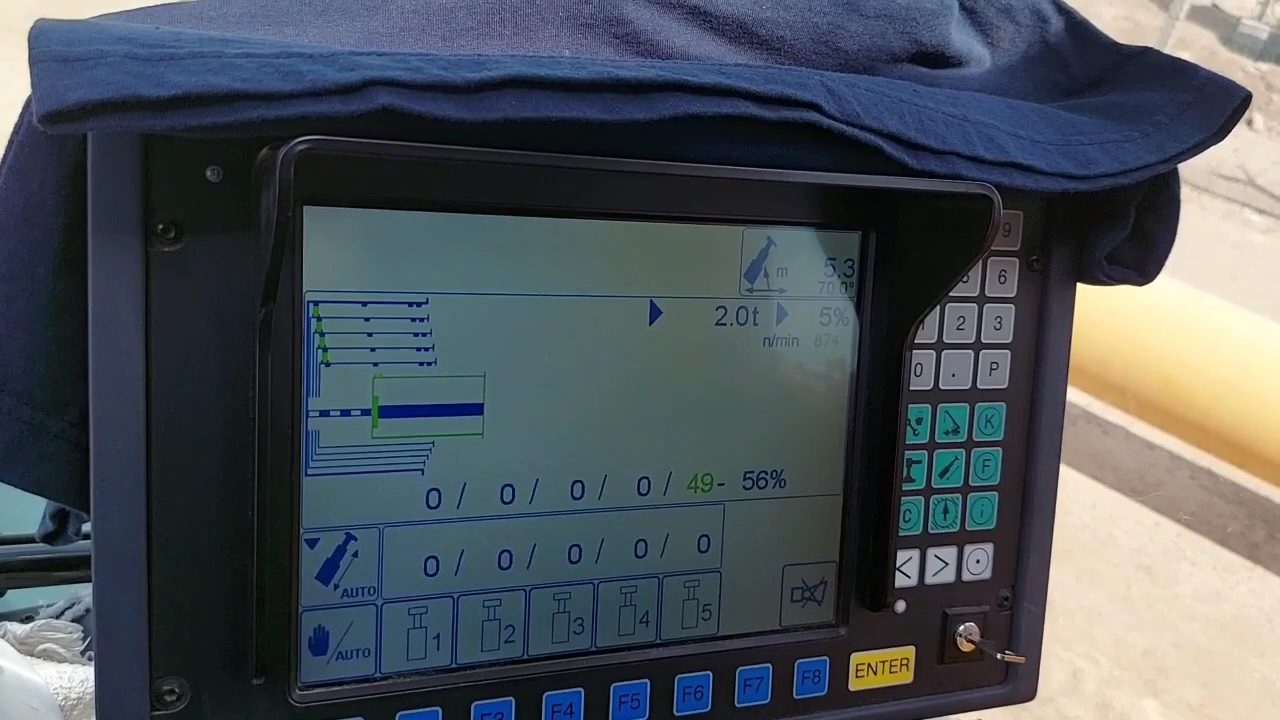 m 5.3
70.0°
2.0t 5%
n/min 874
0 / 0 / 0 / 0 / 49- 56%
0 / 0 / 0 / 0 / 0
AUTO
/AUTO
1 2 3 4 5
9
6
2 3
0 . P
K
F
C i
< >
F4 F5 F6 F7 F8 ENTER